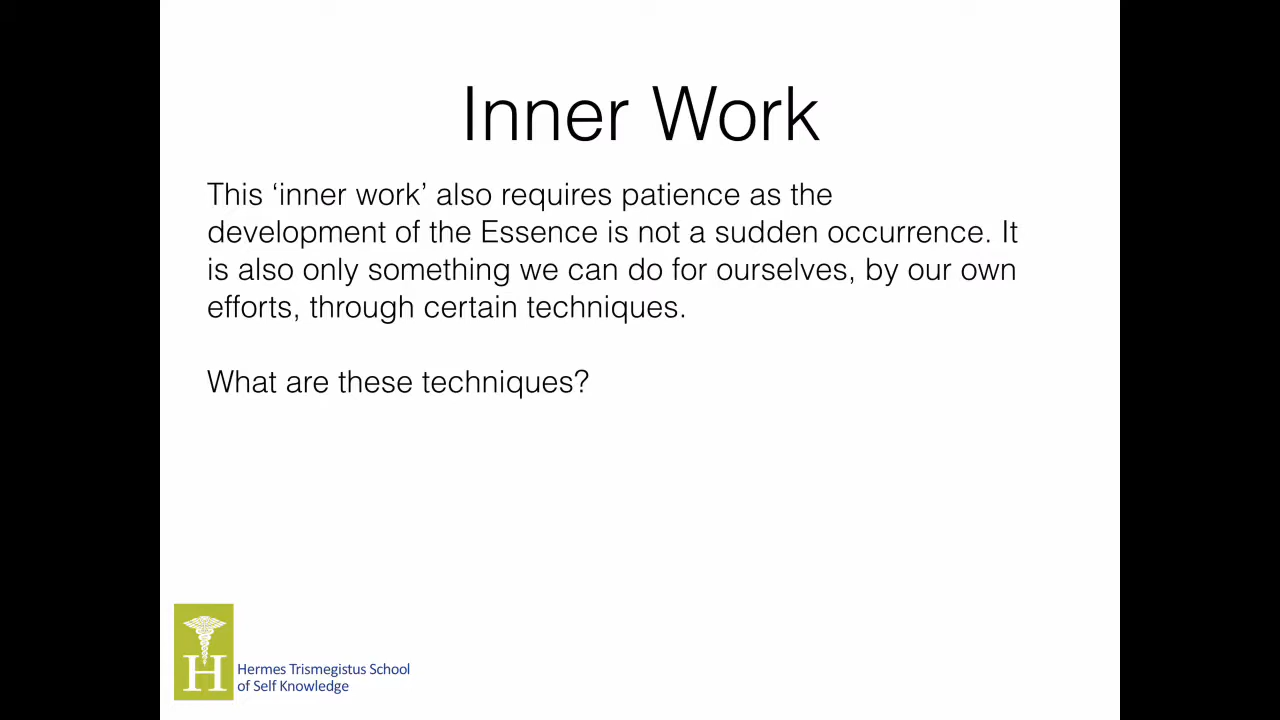 Inner Work
This ‘inner work’ also requires patience as the
development of the Essence is not a sudden occurrence. It
is also only something we can do for ourselves, by our own
efforts, through certain techniques.
What are these techniques?
H
Hermes Trismegistus School
of Self Knowledge